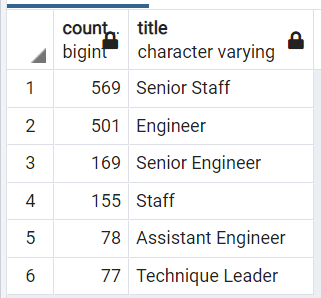 count title
bigint character varying
1 569 Senior Staff
2 501 Engineer
3 169 Senior Engineer
4 155 Staff
5 78 Assistant Engineer
6 77 Technique Leader